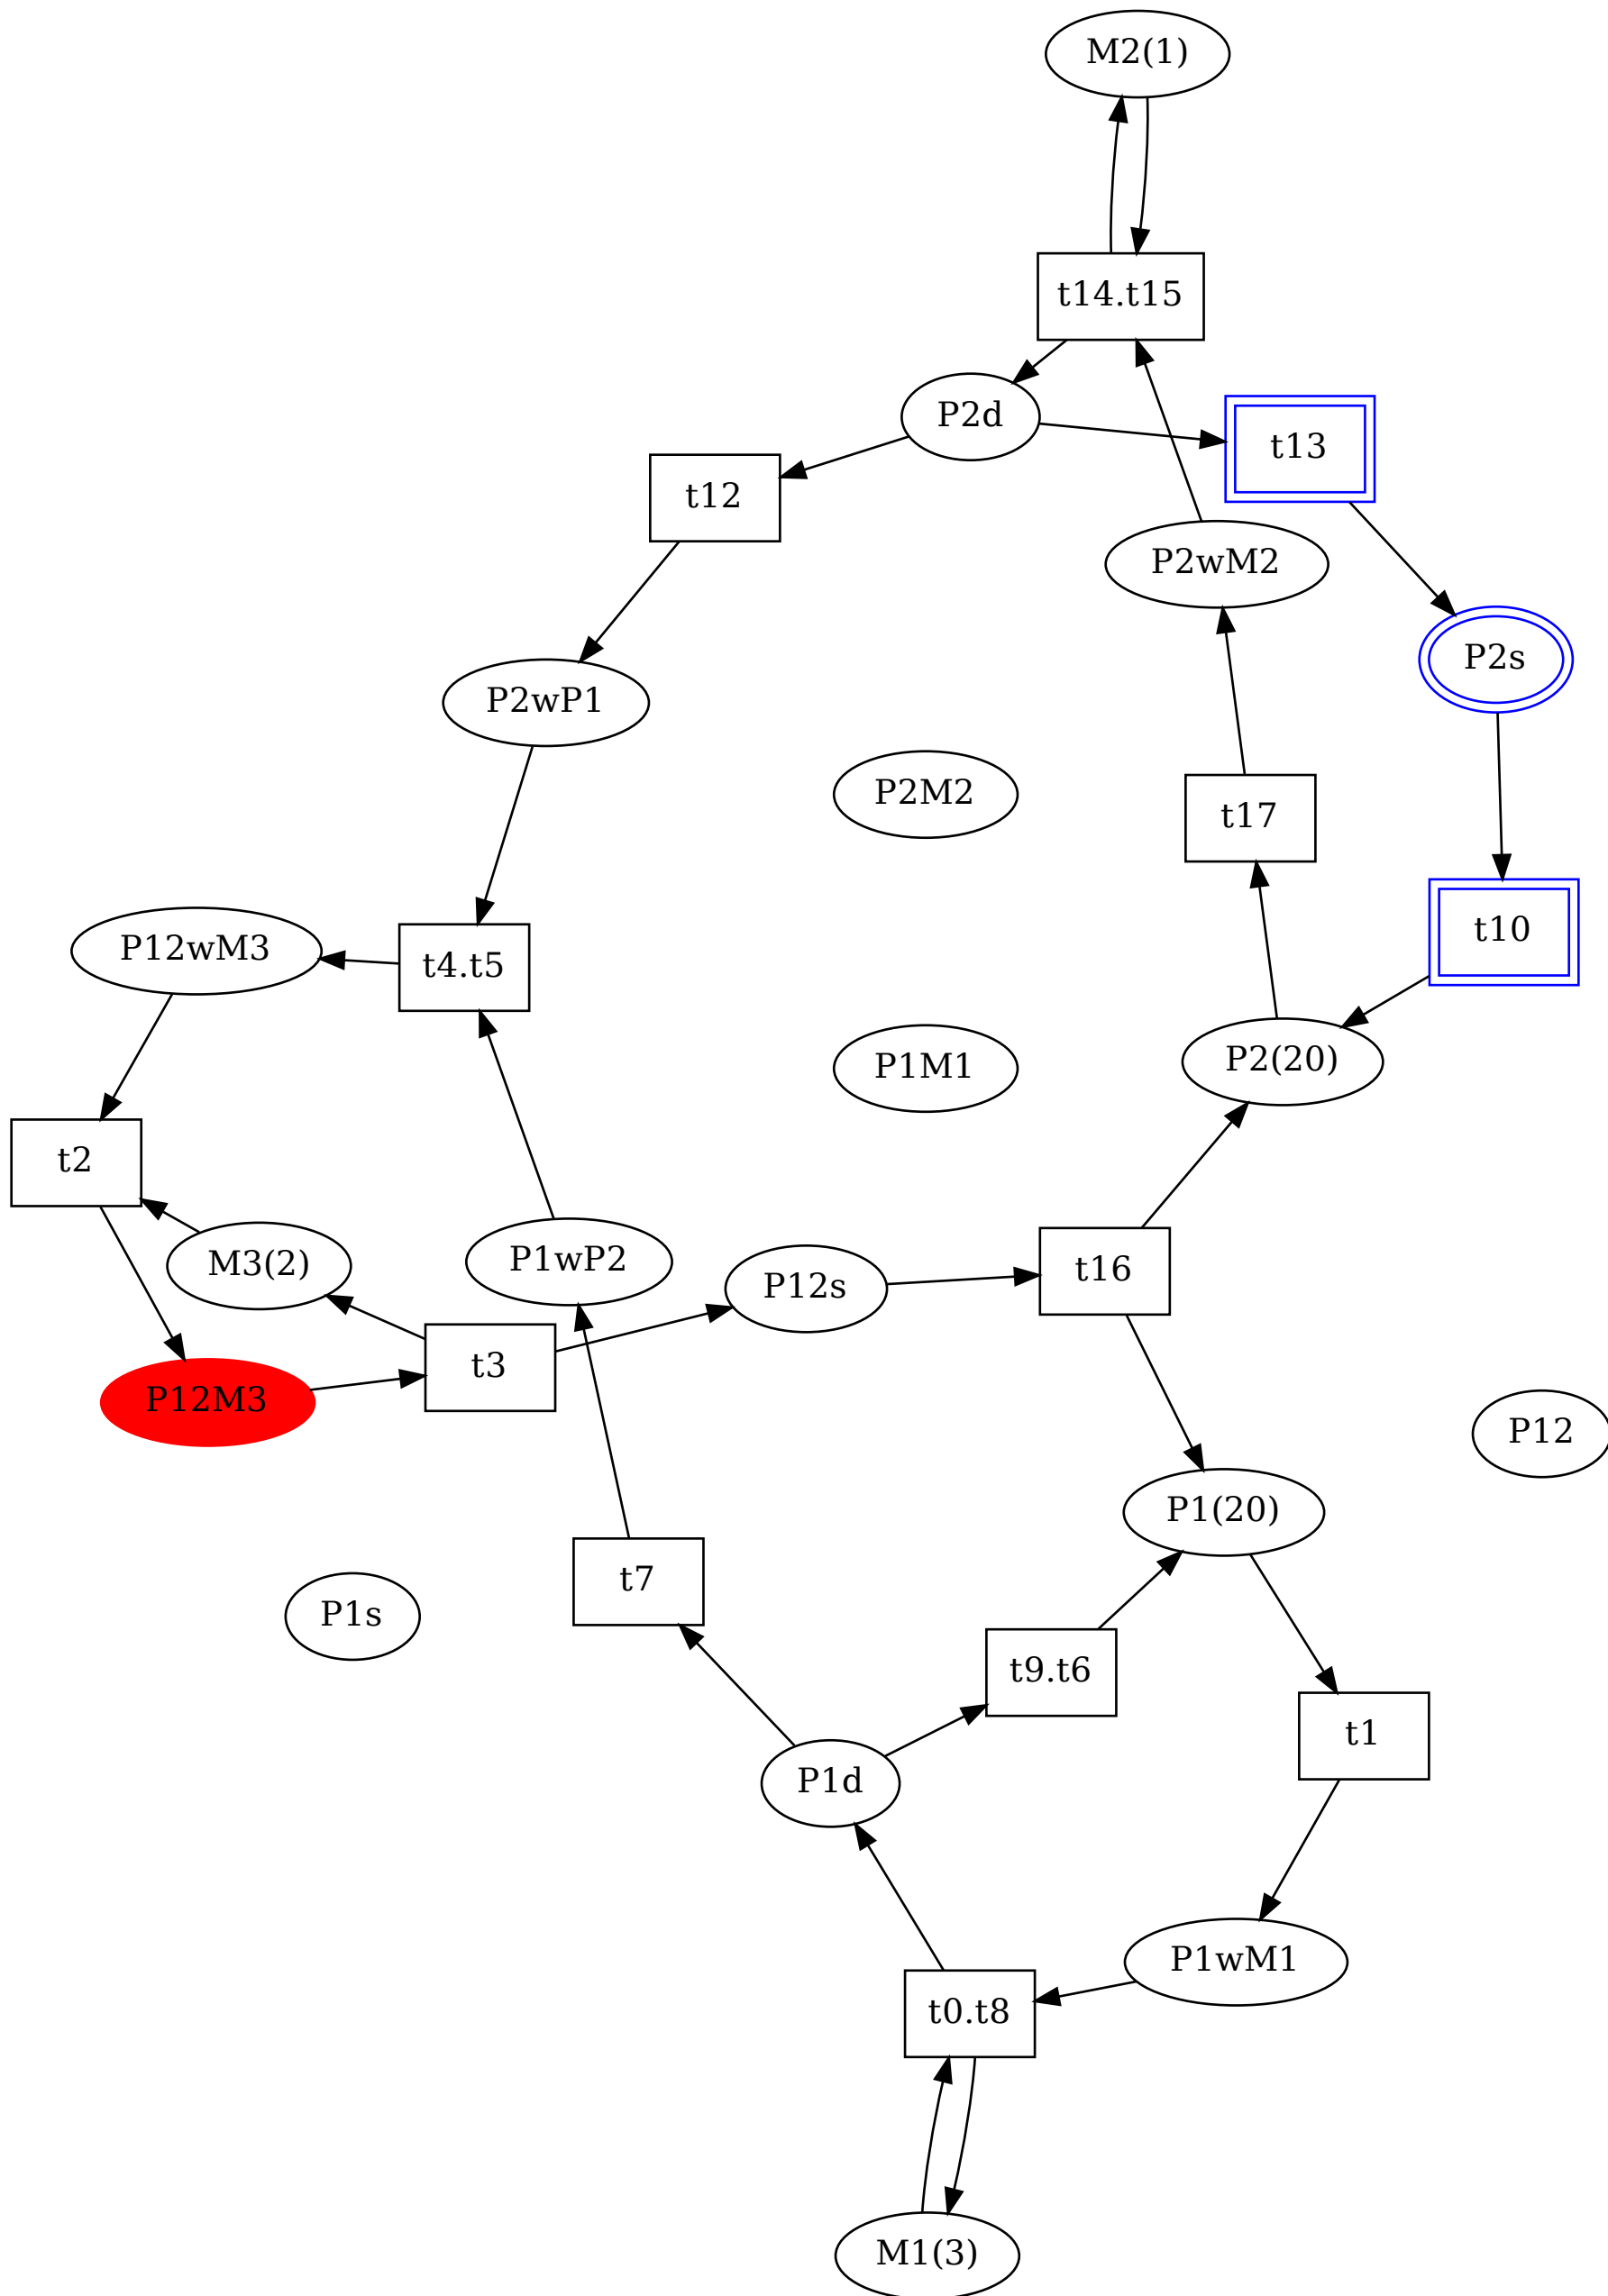 M2(1)
t14.t15
P2d
t13
t12
P2wM2
P2s
P2wP1
P2M2
t17
t10
P12wM3
t4.t5
P1M1
P2(20)
t2
M3(2)
P1wP2
P12s
t16
t3
P12M3
P12
P1(20)
t7
P1s
t9.t6
t1
P1d
P1wM1
t0.t8
M1(3)